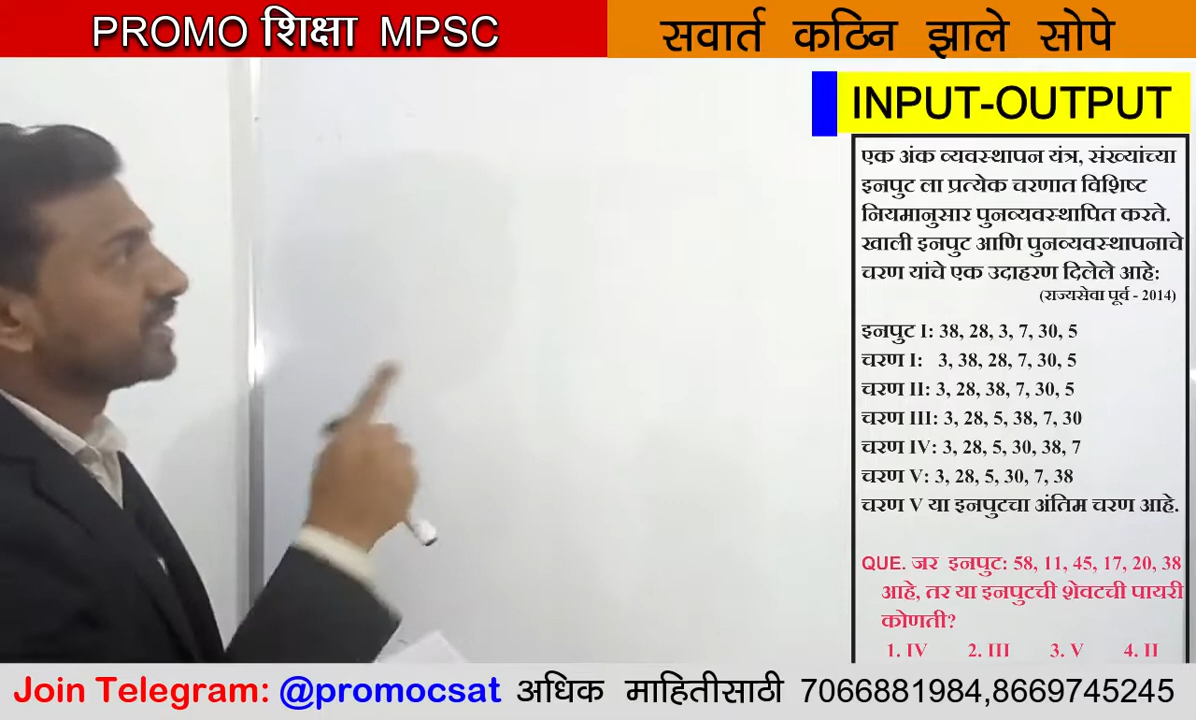 PROMO शिक्षा MPSC
सवार्त कठिन झाले सोपे
INPUT-OUTPUT
एक अंक व्यवस्थापन यंत्र, संख्यांच्या
इनपुट ला प्रत्येक चरणात विशिष्ट
नियमानुसार पुनव्यवस्थापित करते.
खाली इनपुट आणि पुनव्यवस्थापनाचे
चरण यांचे एक उदाहरण दिलेले आहे:
(राज्यसेवा पूर्व - 2014)
इनपुट I: 38, 28, 3, 7, 30, 5
चरण I: 3, 38, 28, 7, 30, 5
चरण II: 3, 28, 38, 7, 30, 5
चरण III: 3, 28, 5, 38, 7, 30
चरण IV: 3, 28, 5, 30, 38, 7
चरण V: 3, 28, 5, 30, 7, 38
चरण V या इनपुटचा अंतिम चरण आहे.
QUE. जर इनपुट: 58, 11, 45, 17, 20, 38
आहे, तर या इनपुटची शेवटची पायरी
कोणती?
1. IV 2. III 3. V 4. II
Join Telegram: @promocsat अधिक माहितीसाठी 7066881984,8669745245